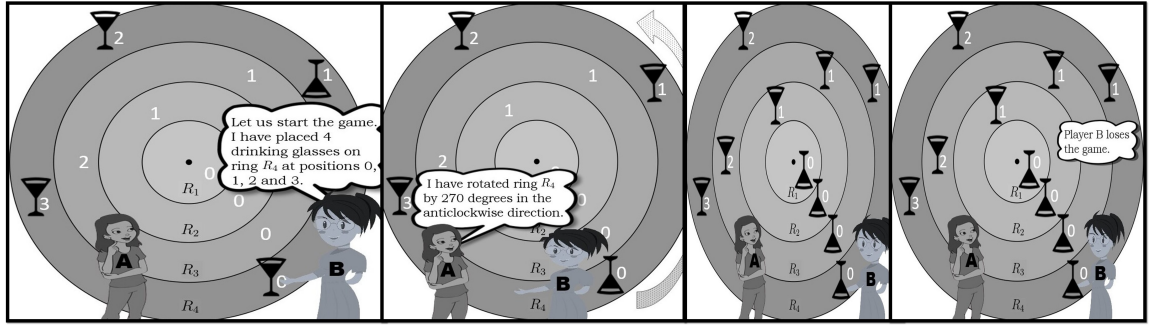 2
1
1
1
Let us start the game.
I have placed 4
drinking glasses on
ring R₄ at positions 0,
1, 2 and 3.
2
0
R₁
3
0
R₂
0
A
B
R₃
0
R₄
2
1
1
1
2
0
3
I have rotated ring R₄
by 270 degrees in the
anticlockwise direction.
R₂
0
A
R₃
0
B
R₄
2
1
1
1
2
0
R₁
3
0
R₂
0
A
B
R₃
0
R₄
2
1
1
1
Player B loses
the game.
2
0
R₁
3
0
R₂
0
A
B
R₃
0
R₄